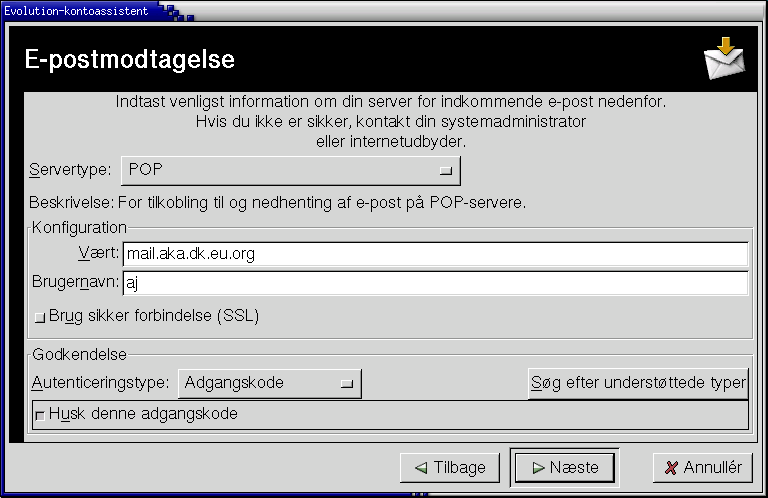 Evolution-kontoassistent
E-postmodtagelse
Indtast venligst information om din server for indkommende e-post nedenfor.
Hvis du ikke er sikker, kontakt din systemadministrator
eller internetudbyder.
Servertype: POP
Beskrivelse: For tilkobling til og nedhenting af e-post på POP-servere.
Konfiguration
Vært: mail.aka.dk.eu.org
Brugernavn: aj
Brug sikker forbindelse (SSL)
Godkendelse
Autenticeringstype: Adgangskode Søg efter understøttede typer
Husk denne adgangskode
Tilbage Næste Annullér